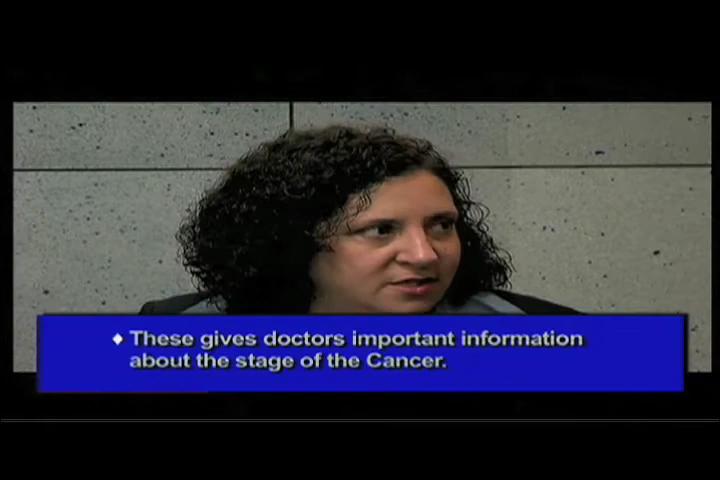 These gives doctors important information
about the stage of the Cancer.